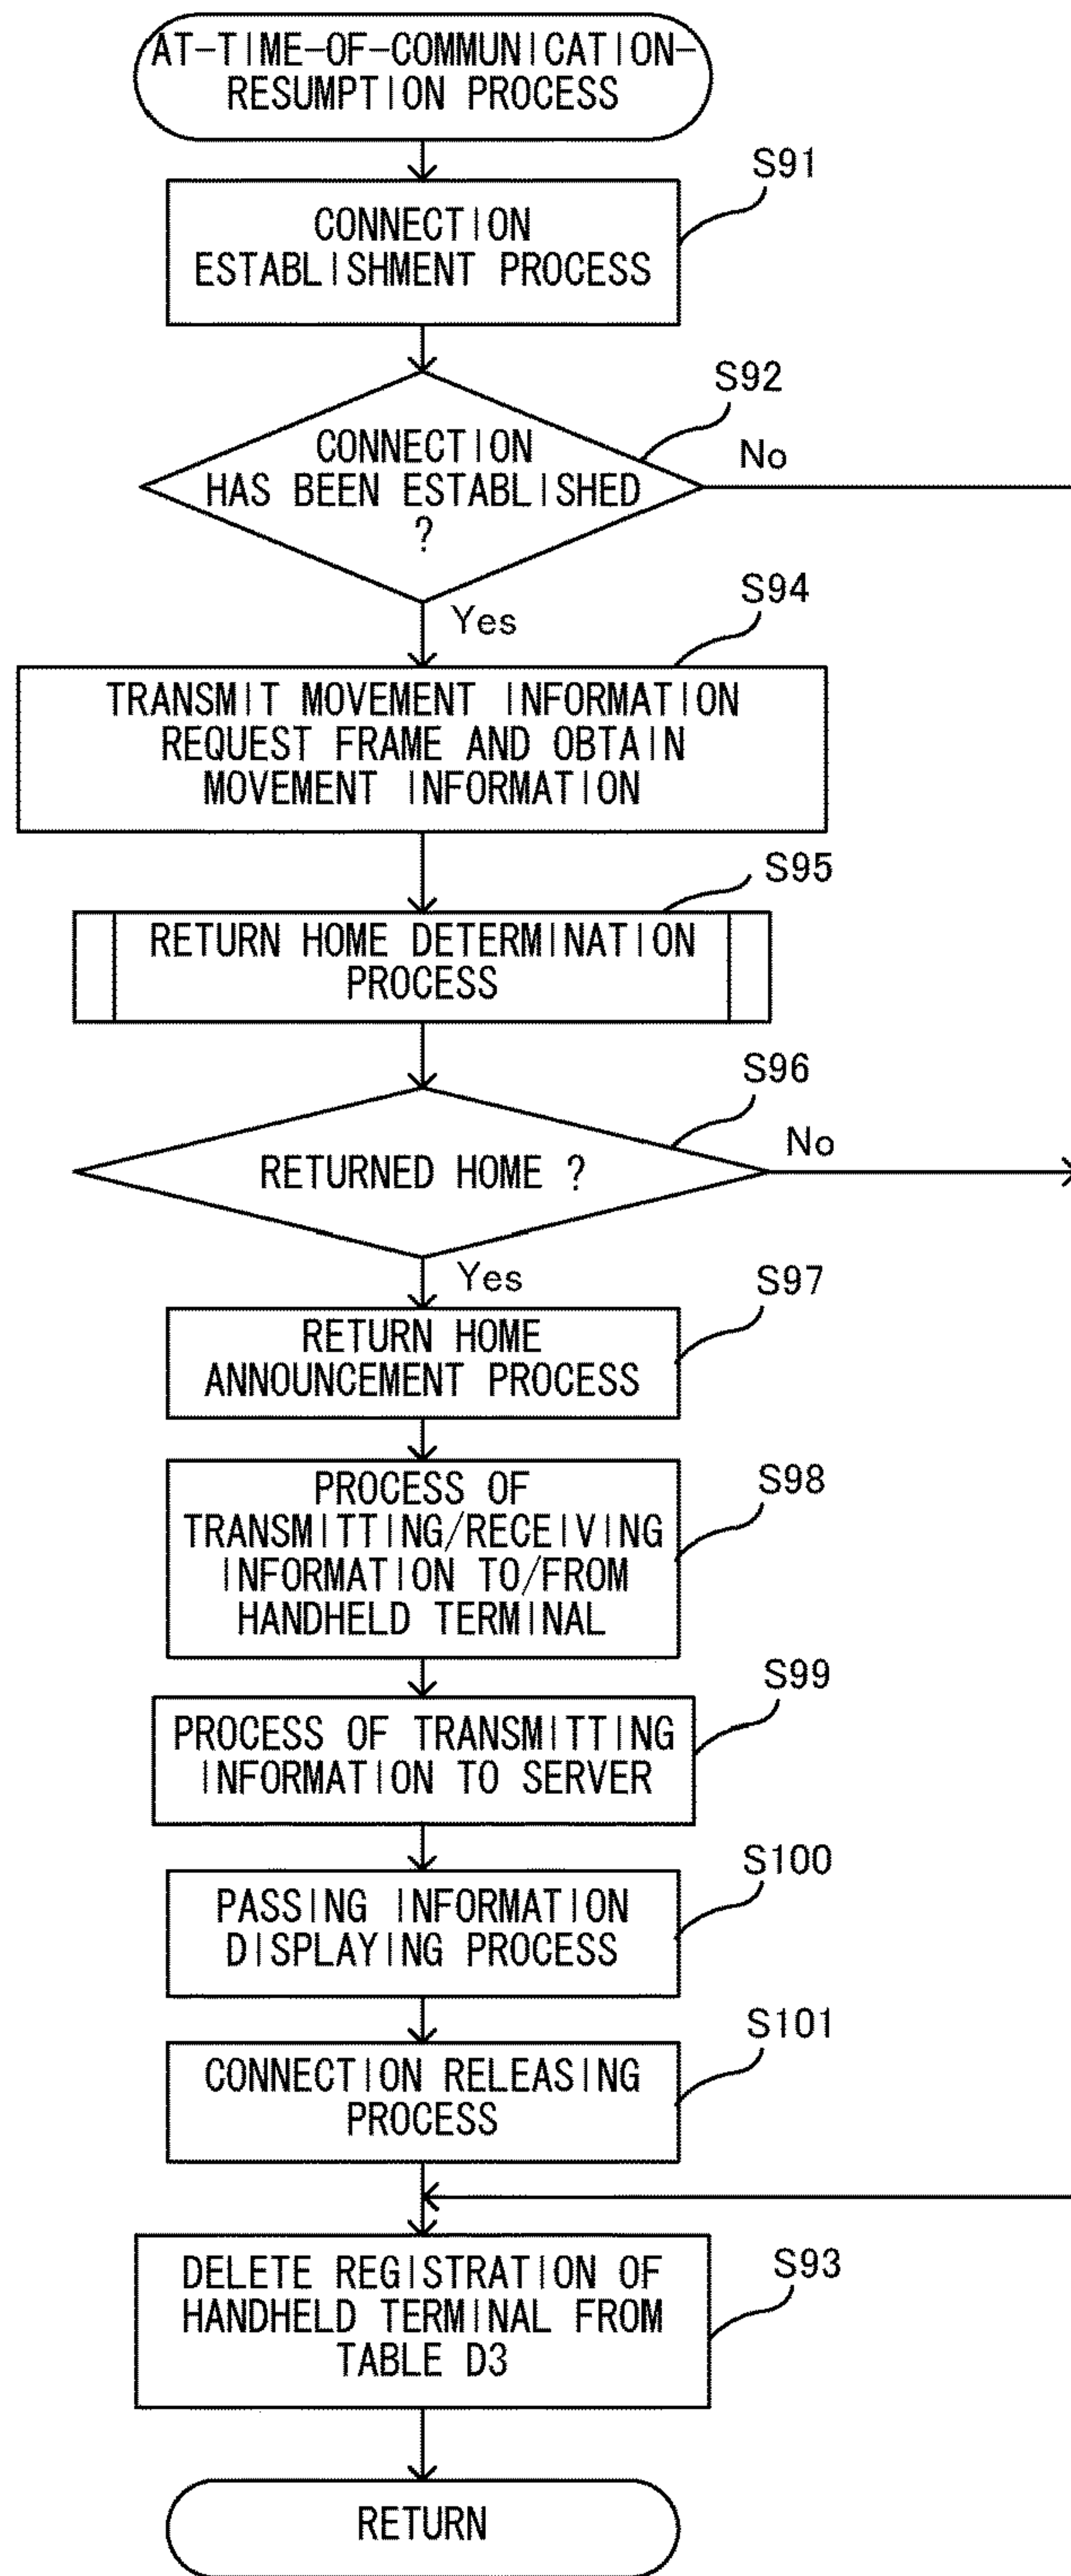 AT-TIME-OF-COMMUNICATION-
RESUMPTION PROCESS
S91
CONNECTION
ESTABLISHMENT PROCESS
S92
CONNECTION
HAS BEEN ESTABLISHED
?
No
Yes
S94
TRANSMIT MOVEMENT INFORMATION
REQUEST FRAME AND OBTAIN
MOVEMENT INFORMATION
S95
RETURN HOME DETERMINATION
PROCESS
S96
RETURNED HOME ?
No
Yes
S97
RETURN HOME
ANNOUNCEMENT PROCESS
S98
PROCESS OF
TRANSMITTING/RECEIVING
INFORMATION TO/FROM
HANDHELD TERMINAL
S99
PROCESS OF TRANSMITTING
INFORMATION TO SERVER
S100
PASSING INFORMATION
DISPLAYING PROCESS
S101
CONNECTION RELEASING
PROCESS
S93
DELETE REGISTRATION OF
HANDHELD TERMINAL FROM
TABLE D3
RETURN